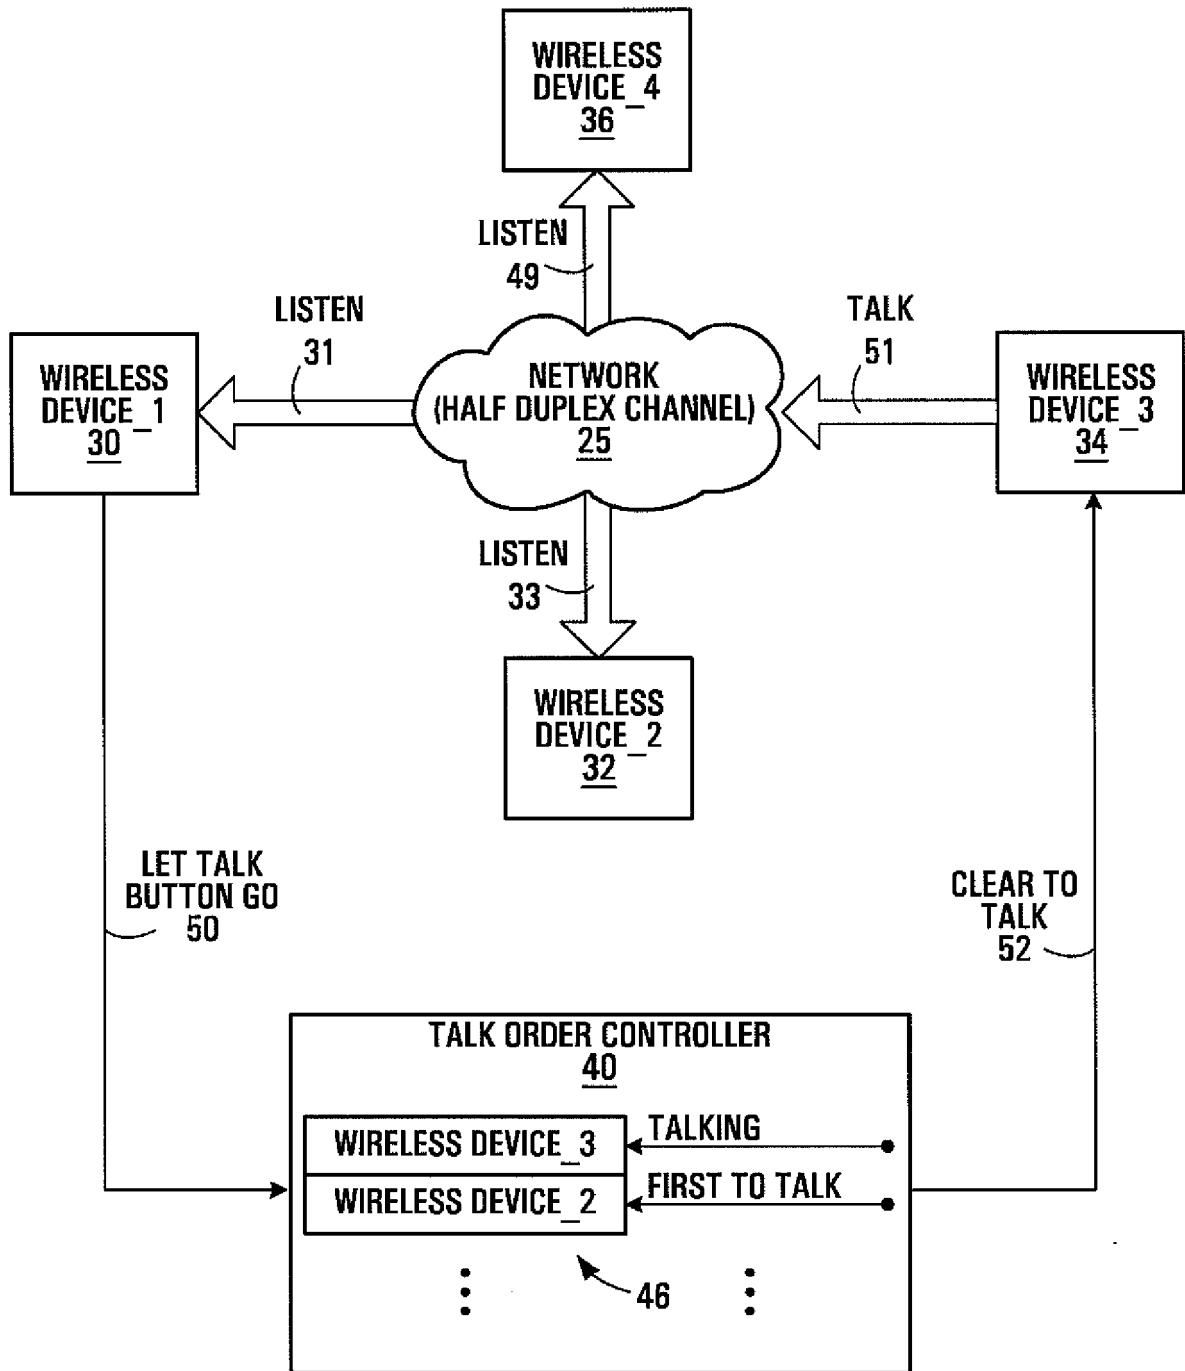 WIRELESS
DEVICE_4
36
LISTEN
49
LISTEN
31
TALK
51
WIRELESS
DEVICE_1
30
NETWORK
(HALF DUPLEX CHANNEL)
25
WIRELESS
DEVICE_3
34
LISTEN
33
WIRELESS
DEVICE_2
32
LET TALK
BUTTON GO
50
CLEAR TO
TALK
52
TALK ORDER CONTROLLER
40
WIRELESS DEVICE_3
TALKING
WIRELESS DEVICE_2
FIRST TO TALK
46